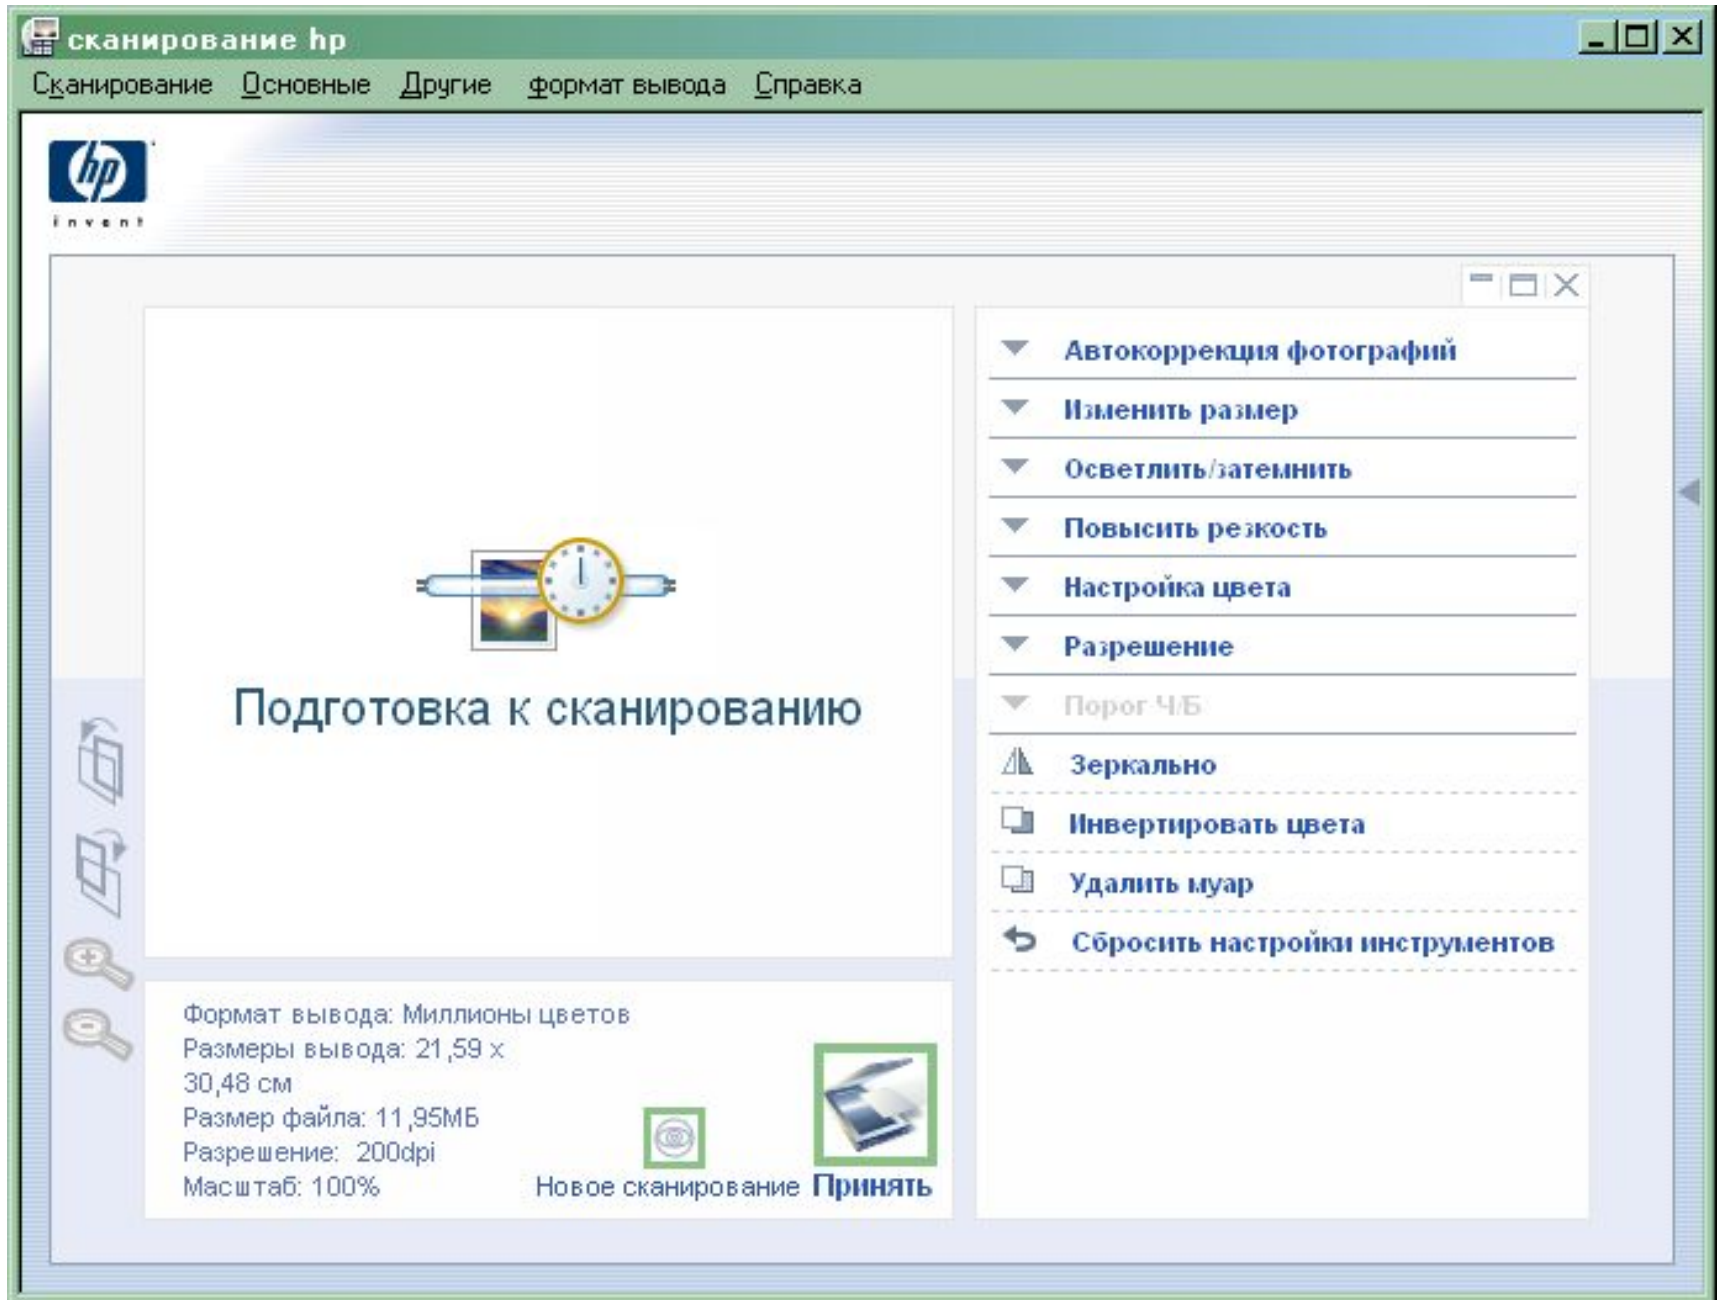 сканирование hp
Сканирование Основные Другие формат вывода Справка
hp
invent
Автокоррекция фотографий
Изменить размер
Осветлить/затемнить
Повысить резкость
Настройка цвета
Разрешение
Порог Ч/Б
Зеркально
Инвертировать цвета
Удалить муар
Сбросить настройки инструментов
Подготовка к сканированию
Формат вывода: Миллионы цветов
Размеры вывода: 21,59 x
30,48 см
Размер файла: 11,95МБ
Разрешение: 200dpi
Масштаб: 100%
Новое сканирование Принять